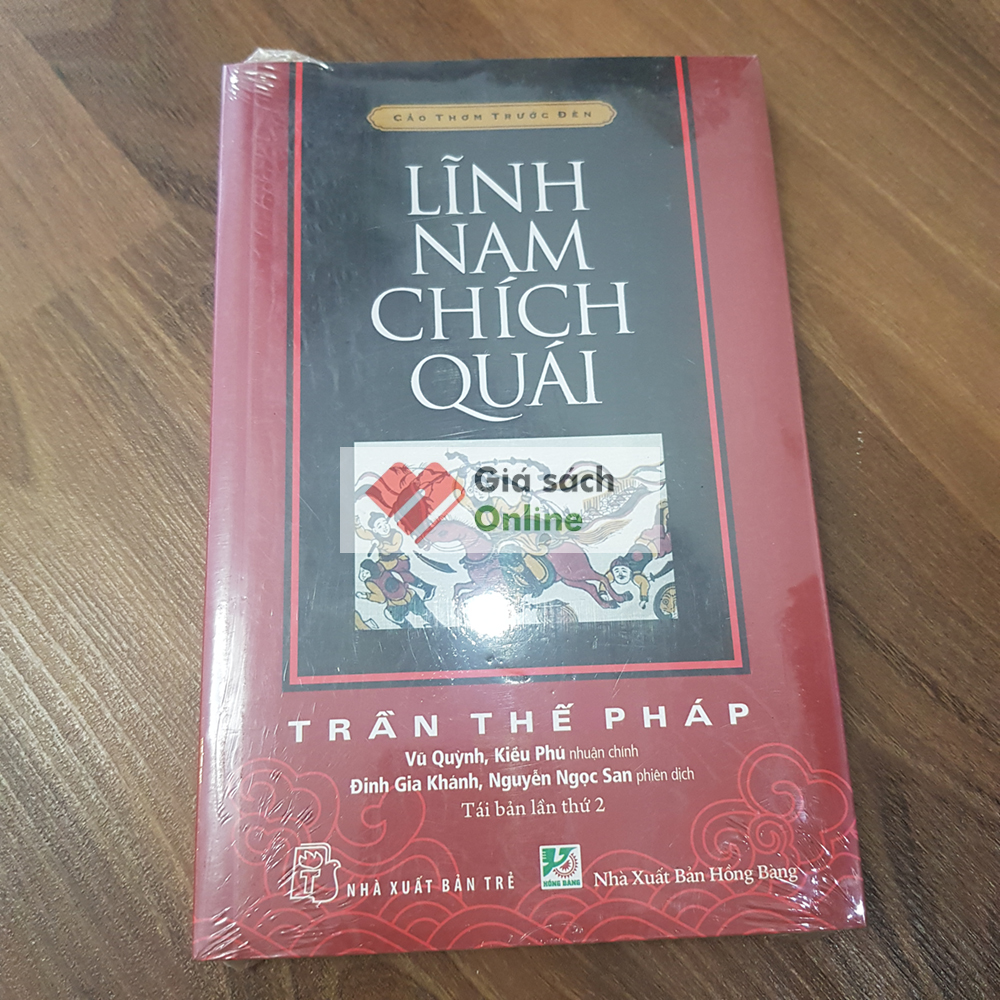 CẢO THƠM TRƯỚC ĐÈN
LĨNH
NAM
CHÍCH
QUÁI
Giá sách
Online
TRẦN THẾ PHÁP
Vũ Quỳnh, Kiều Phú nhuận chính
Đinh Gia Khánh, Nguyễn Ngọc San phiên dịch
Tái bản lần thứ 2
T
NHÀ XUẤT BẢN TRẺ
HỒNG BÀNG
Nhà Xuất Bản Hồng Bàng